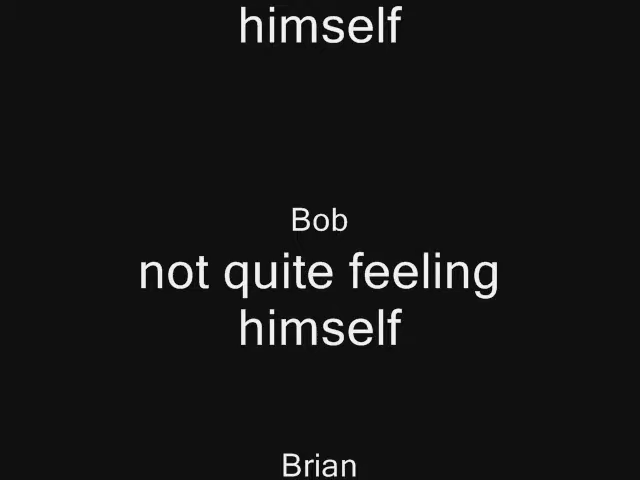 himself
Bob
not quite feeling
himself
Brian